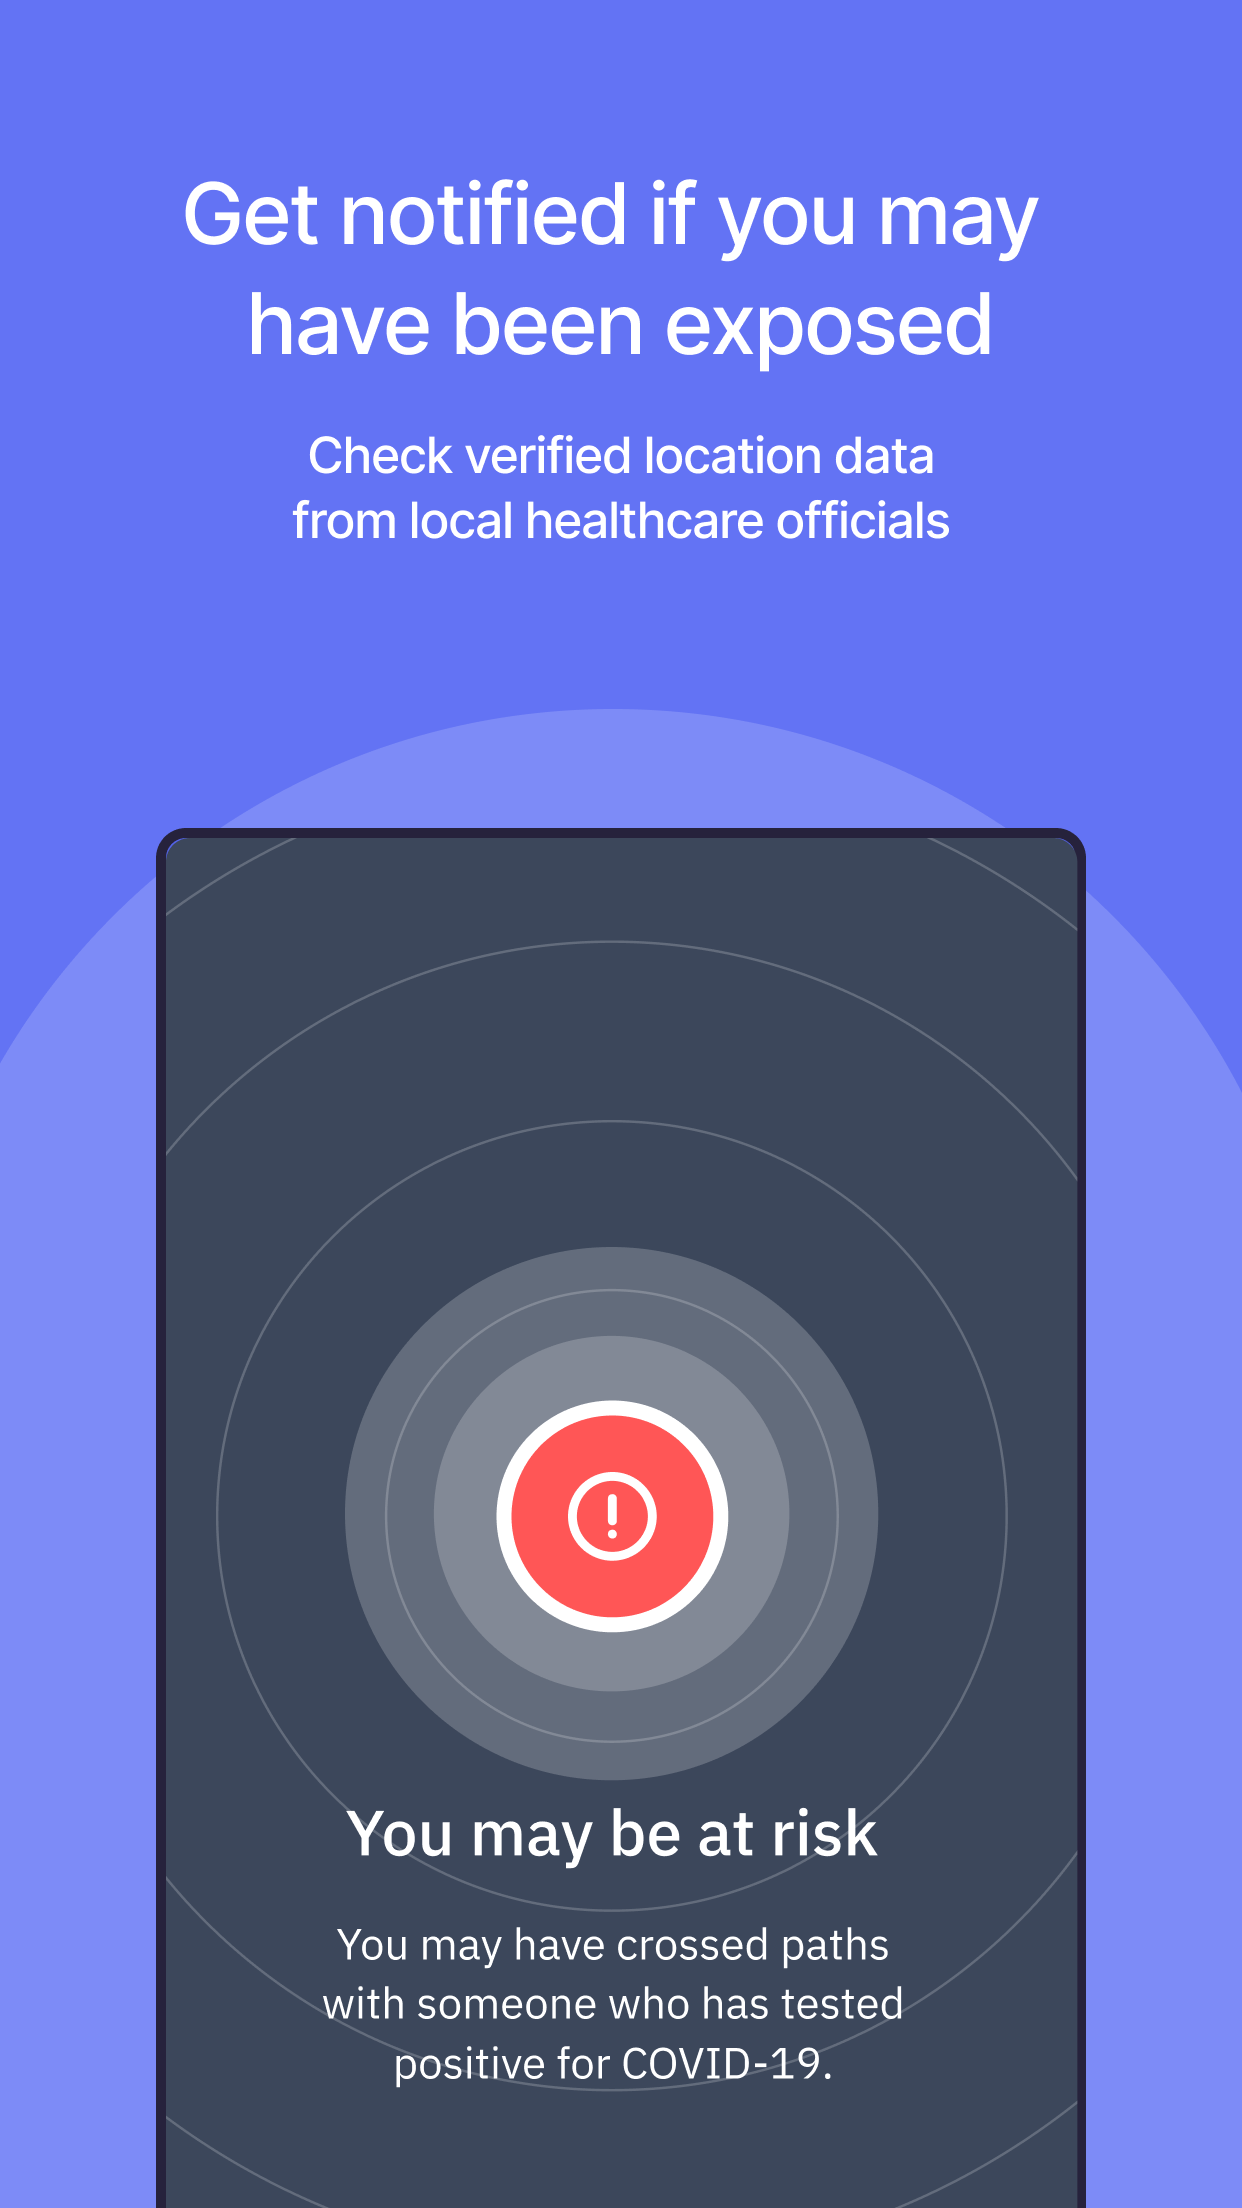 Get notified if you may
have been exposed
Check verified location data
from local healthcare officials
You may be at risk
You may have crossed paths
with someone who has tested
positive for COVID-19.